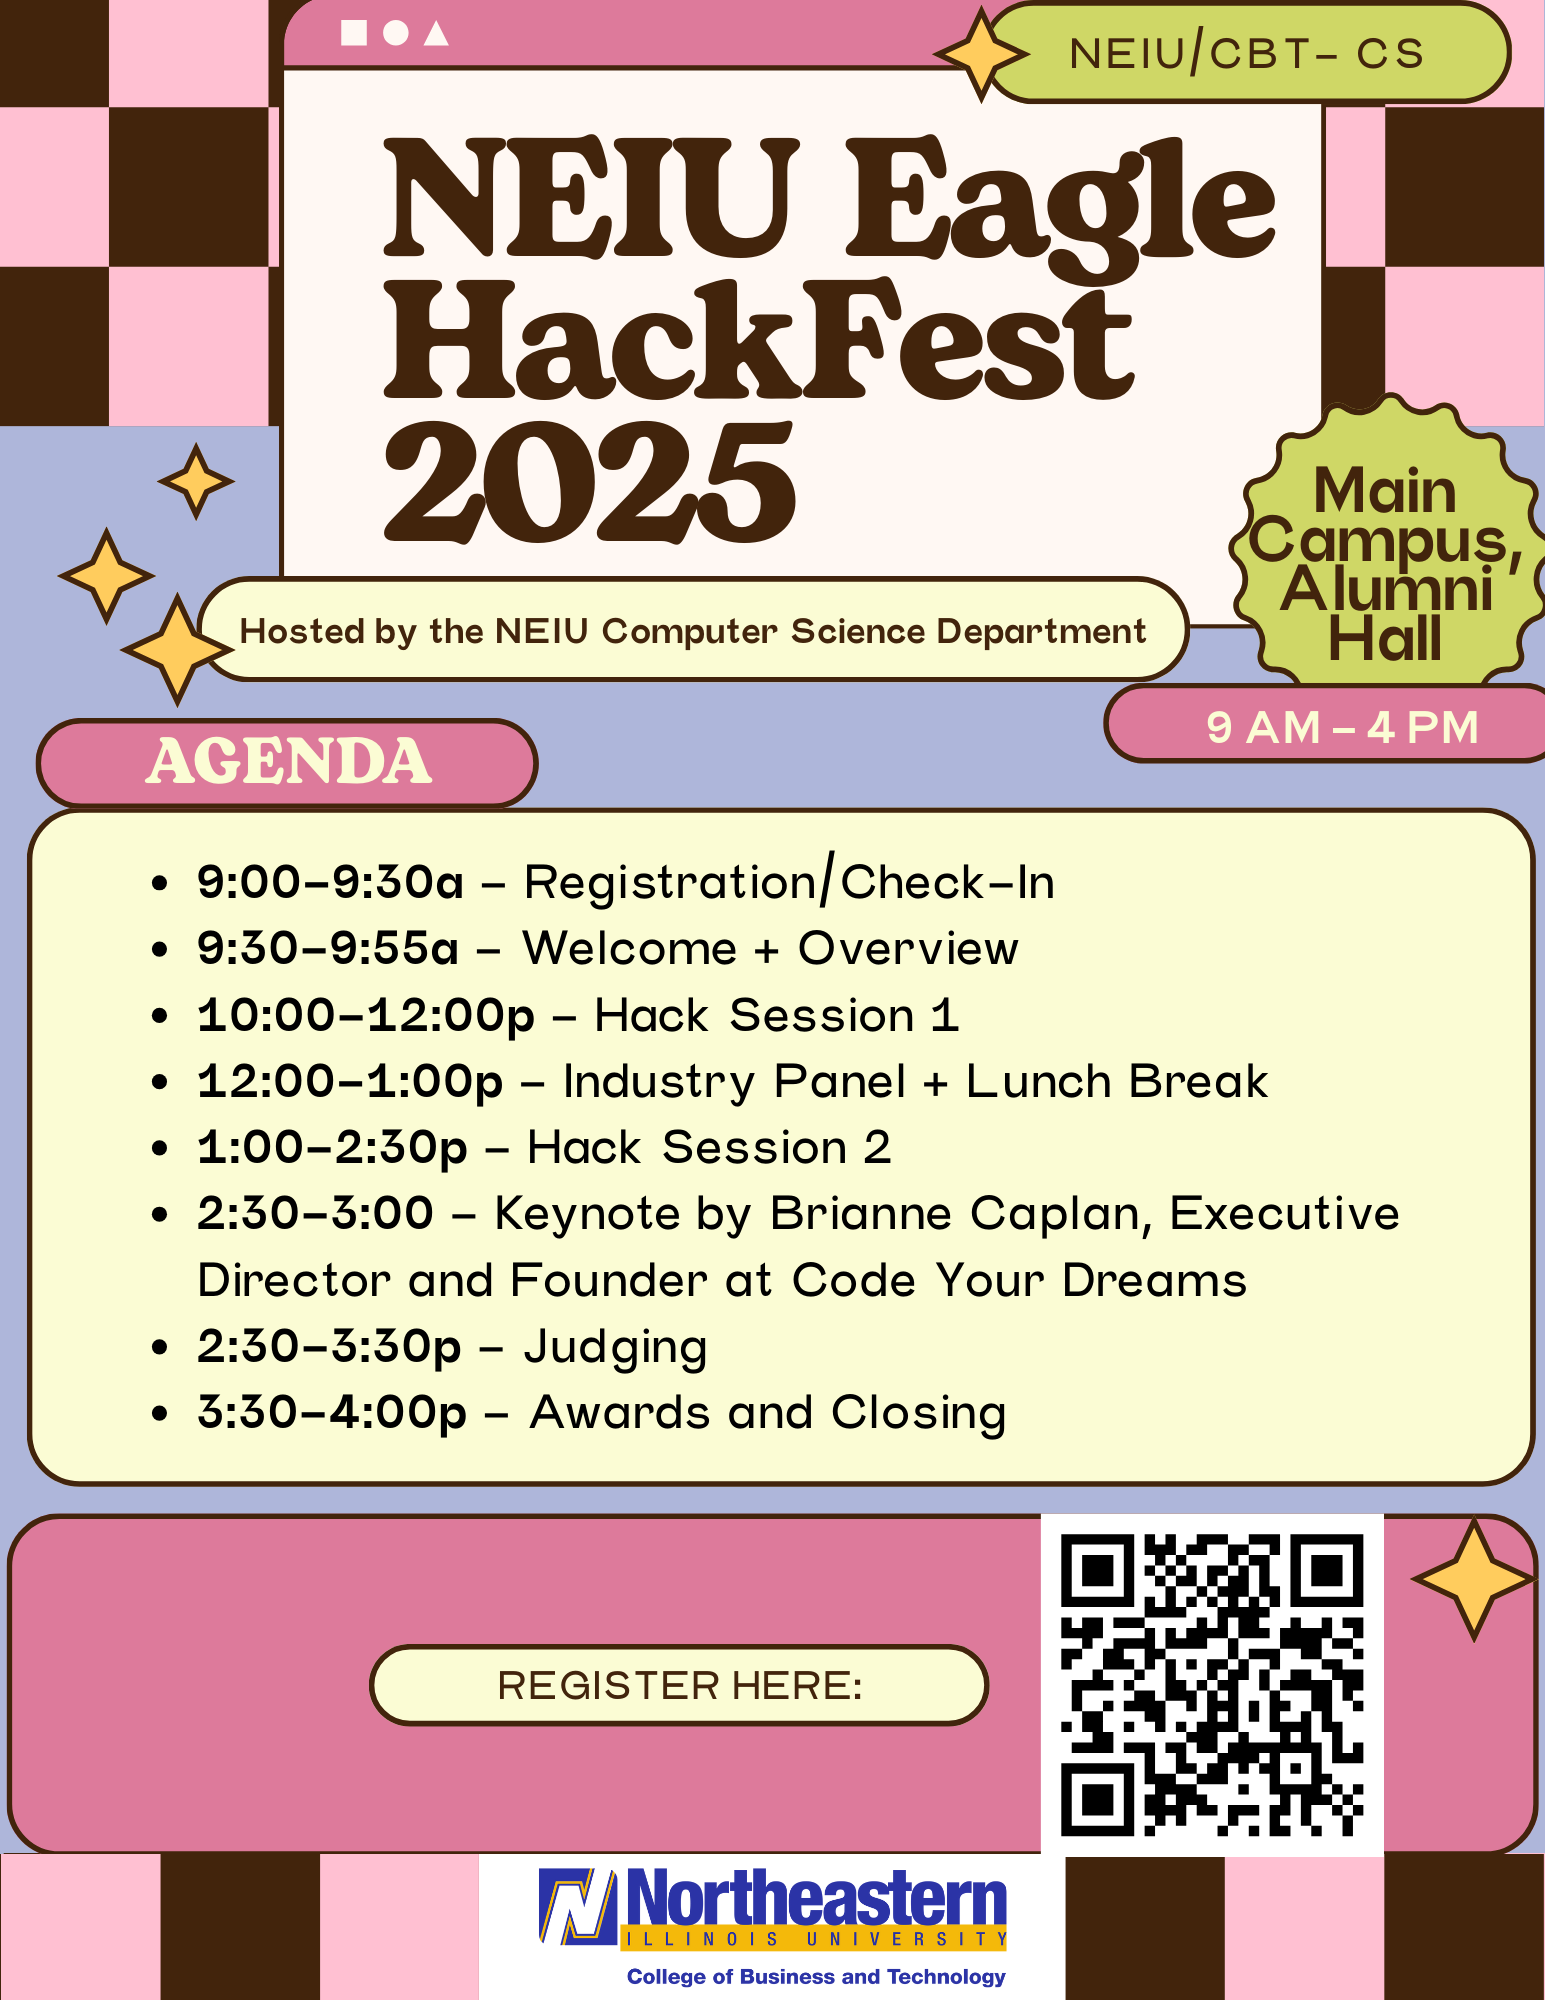 NEIU/CBT- CS
NEIU Eagle
HackFest
2025
Main
Campus,
Alumni
Hall
Hosted by the NEIU Computer Science Department
9 AM – 4 PM
AGENDA
• 9:00–9:30a – Registration/Check-In
• 9:30–9:55a – Welcome + Overview
• 10:00–12:00p – Hack Session 1
• 12:00–1:00p – Industry Panel + Lunch Break
• 1:00–2:30p – Hack Session 2
• 2:30–3:00 – Keynote by Brianne Caplan, Executive
Director and Founder at Code Your Dreams
• 2:30–3:30p – Judging
• 3:30–4:00p – Awards and Closing
REGISTER HERE:
N Northeastern
ILLINOIS UNIVERSITY
College of Business and Technology